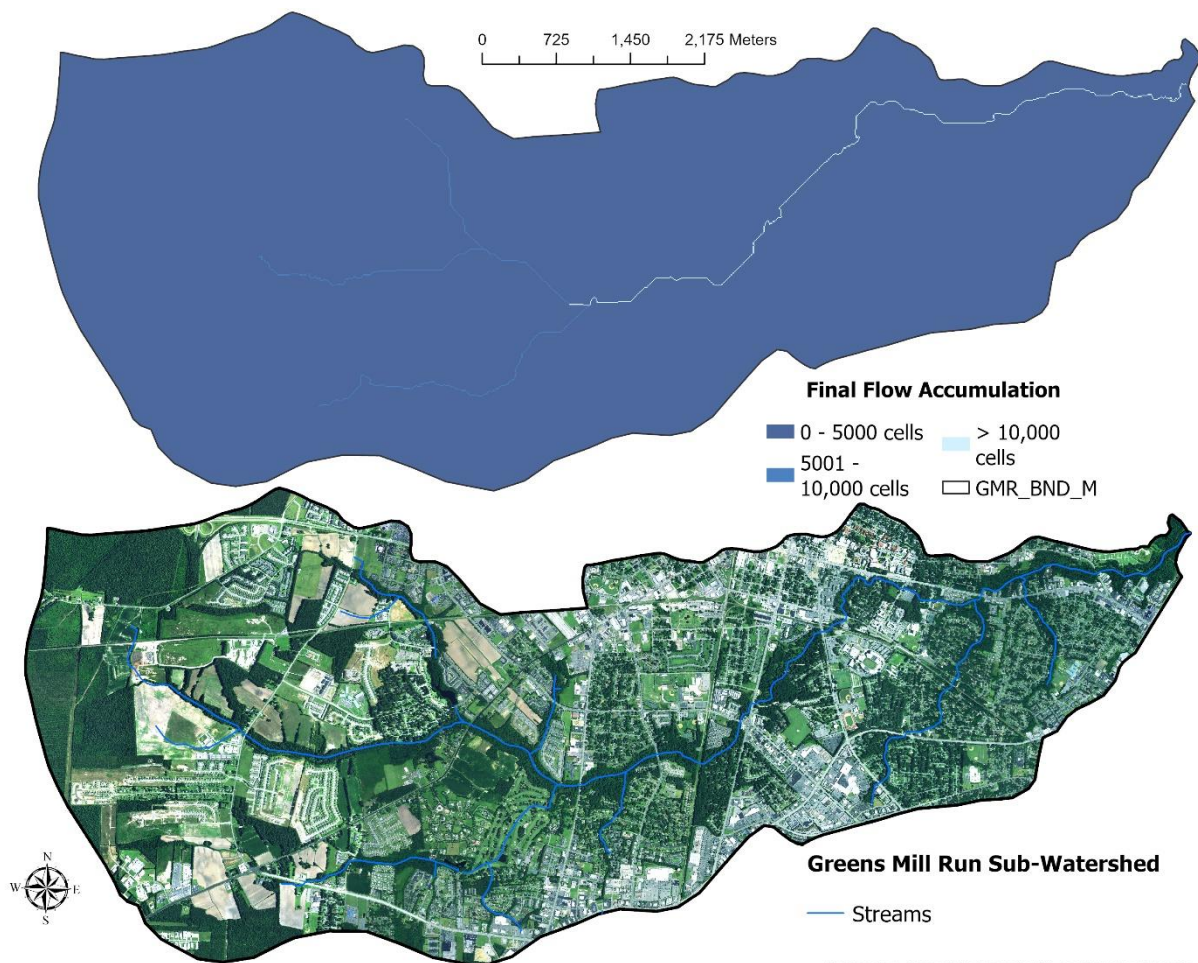 0 725 1,450 2,175 Meters
Final Flow Accumulation
0 - 5000 cells
> 10,000
cells
5001 -
10,000 cells
GMR_BND_M
N
W E
S
Greens Mill Run Sub-Watershed
Streams